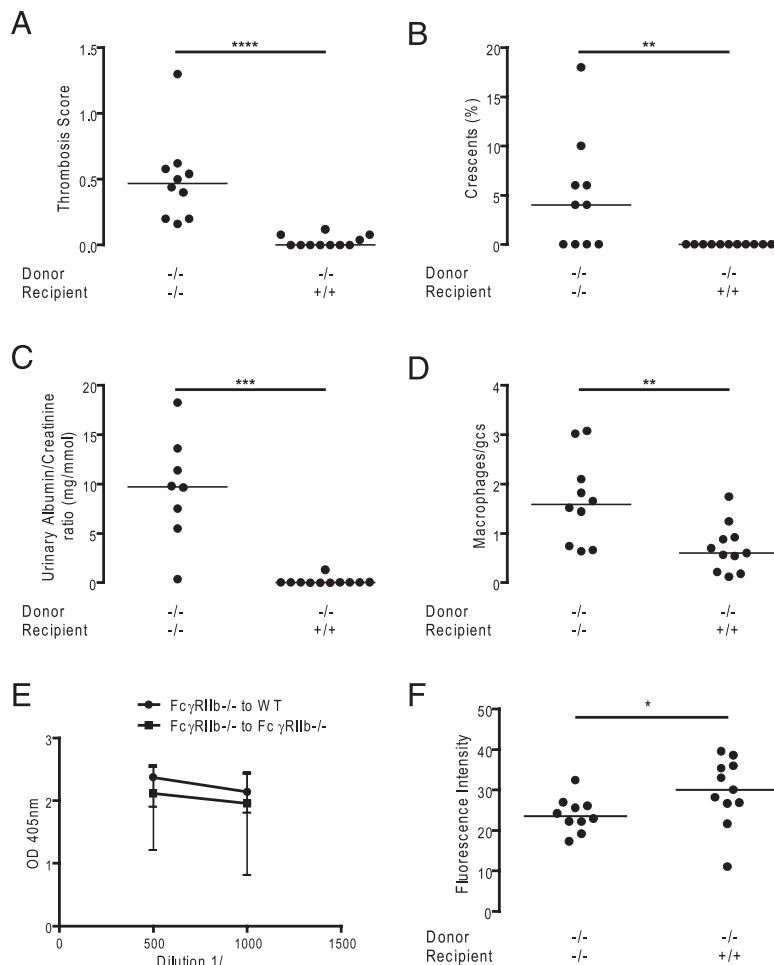 A
****
1.5
1.0
0.5
0.0
Thrombosis Score
Donor -/- -/-
Recipient -/- +/+
B
**
20
15
10
5
0
Crescents (%)
Donor -/- -/-
Recipient -/- +/+
C
***
20
15
10
5
0
Urinary Albumin/Creatinine
ratio (mg/mmol)
Donor -/- -/-
Recipient -/- +/+
D
**
4
3
2
1
0
Macrophages/gcs
Donor -/- -/-
Recipient -/- +/+
E
FcγRIIb-/- to WT
FcγRIIb-/- to FcγRIIb-/-
3
2
1
0
OD 405nm
0 500 1000 1500
Dilution 1/
F
*
50
40
30
20
10
0
Fluorescence Intensity
Donor -/- -/-
Recipient -/- +/+